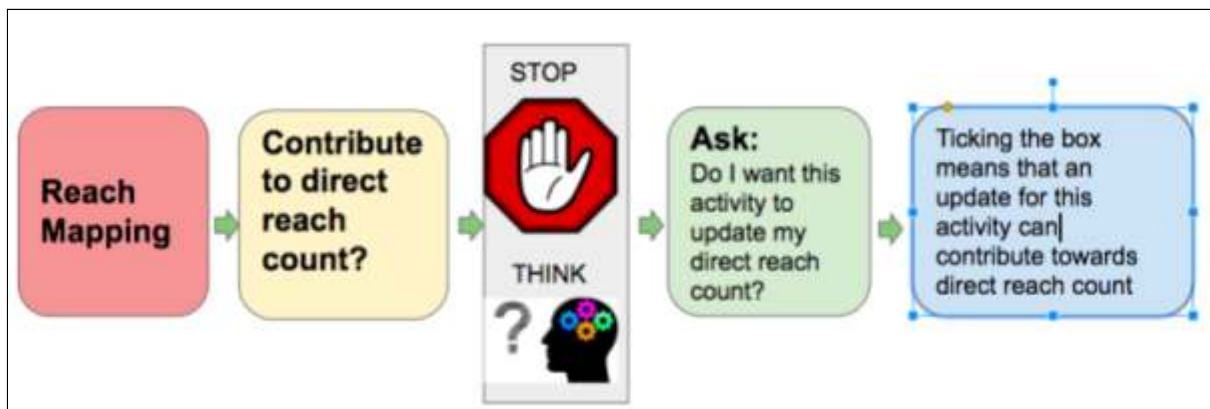 Reach
Mapping
Contribute
to direct
reach
count?
STOP
THINK
?
Ask:
Do I want this
activity to
update my
direct reach
count?
Ticking the box
means that an
update for this
activity can
contribute towards
direct reach count